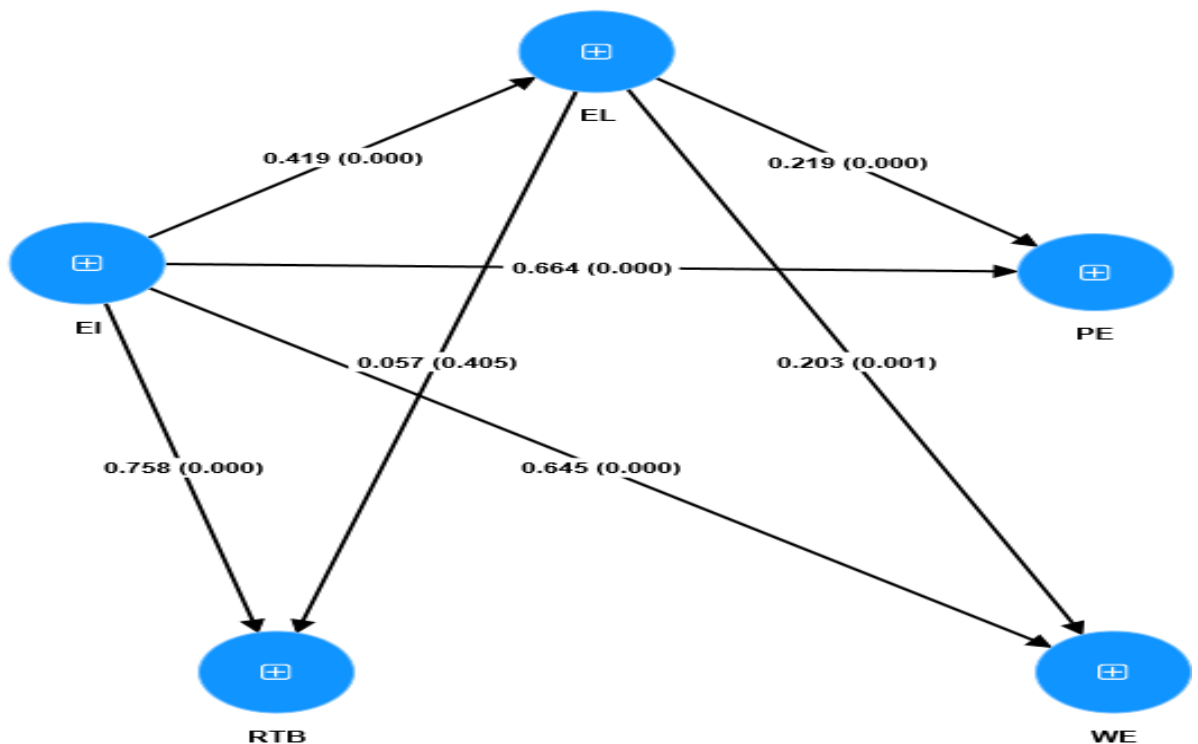 EL
0.419 (0.000)
0.219 (0.000)
0.664 (0.000)
EI
PE
0.057 (0.405)
0.203 (0.001)
0.758 (0.000)
0.645 (0.000)
RTB
WE